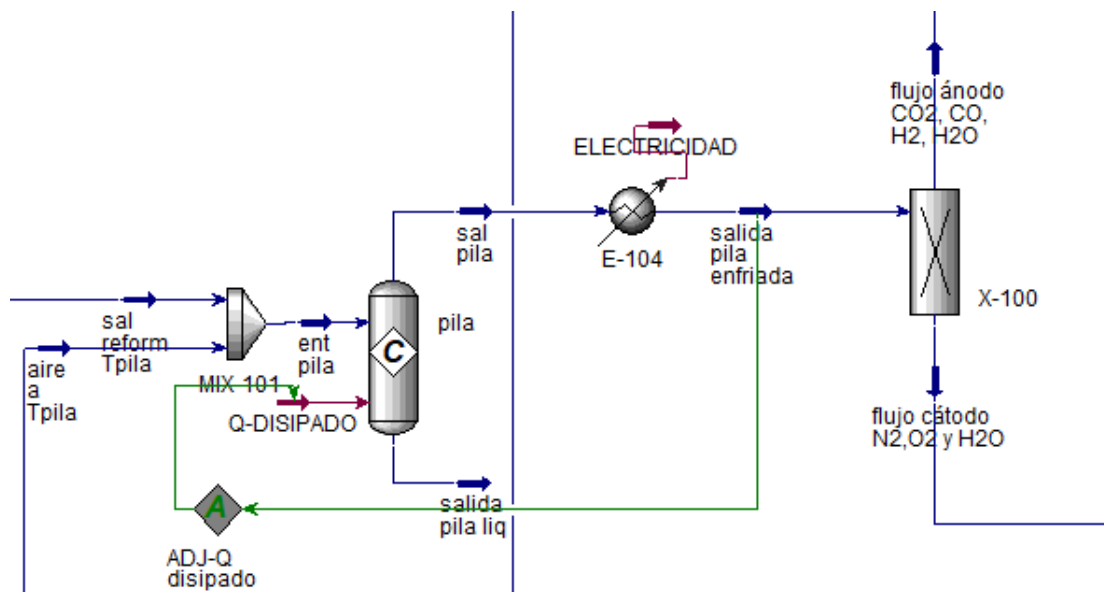 flujo ánodo
CO2, CO,
H2, H2O
ELECTRICIDAD
sal
pila
E-104
salida
pila
enfriada
X-100
sal
reform
Tpila
aire
a
Tpila
MIX 101
ent
pila
C
pila
Q-DISIPADO
flujo cátodo
N2,O2 y H2O
salida
pila liq
A
ADJ-Q
disipado